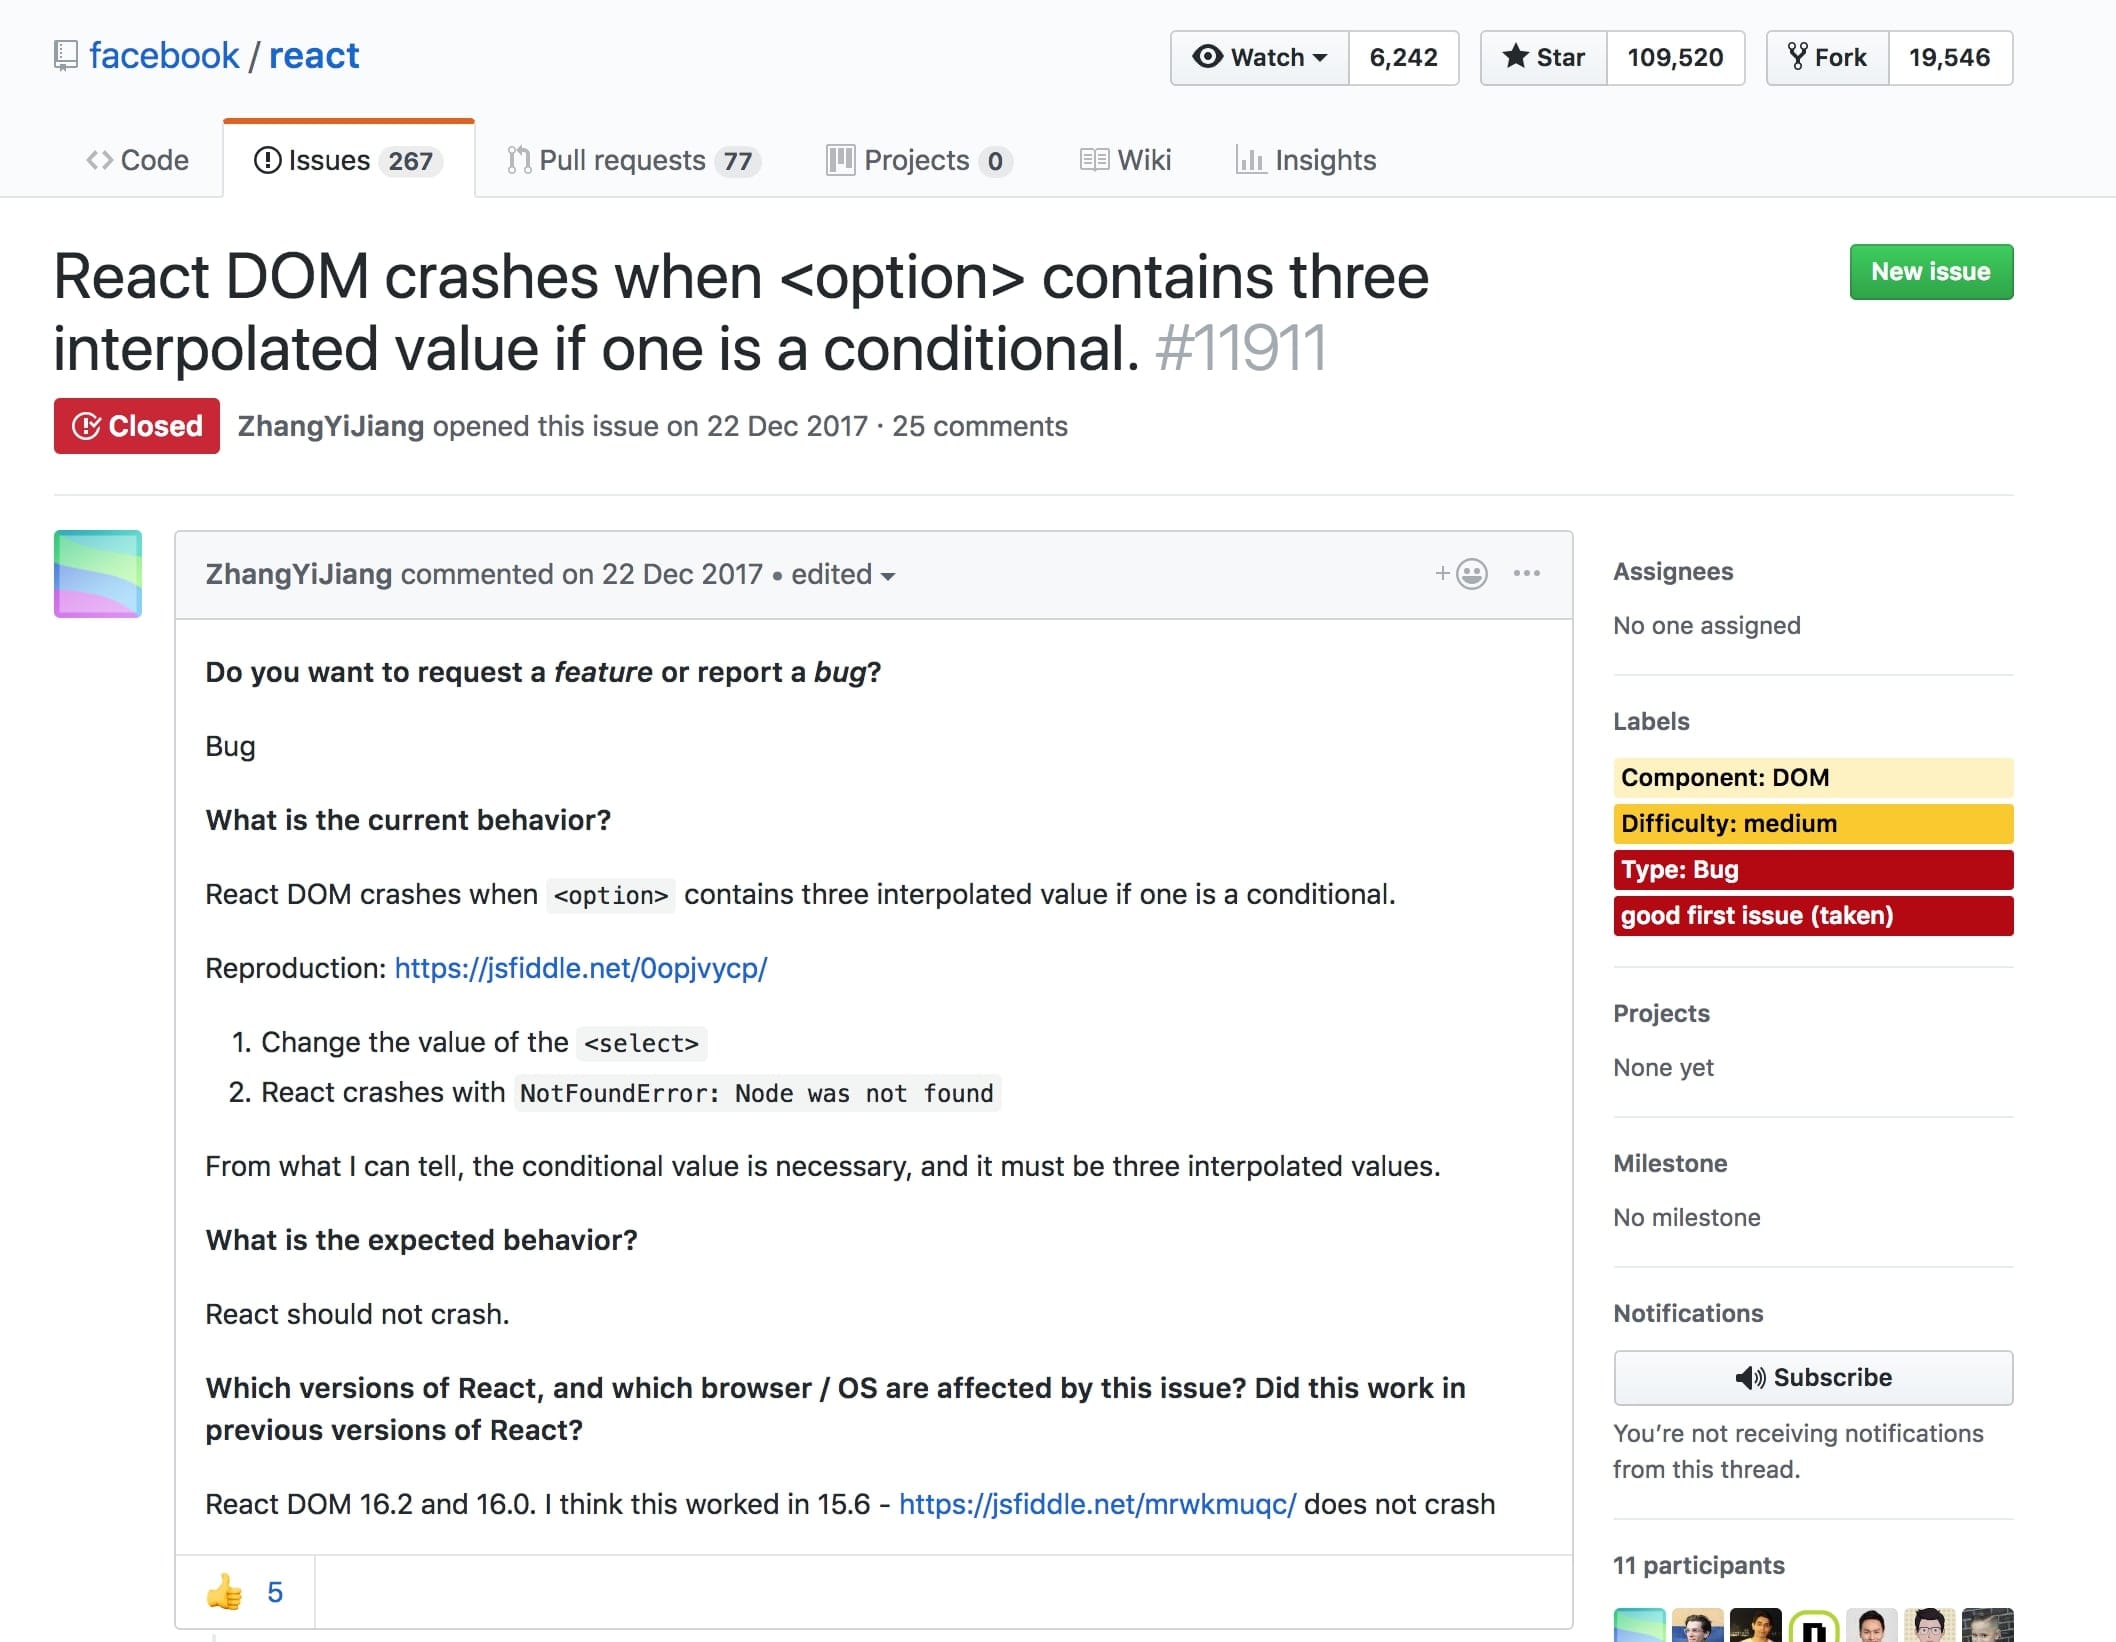 facebook / react
Watch 6,242
Star 109,520
Fork 19,546
Code
Issues 267
Pull requests 77
Projects 0
Wiki
Insights
React DOM crashes when <option> contains three
interpolated value if one is a conditional. #11911
New issue
Closed
ZhangYiJiang opened this issue on 22 Dec 2017 · 25 comments
ZhangYiJiang commented on 22 Dec 2017 • edited
Do you want to request a feature or report a bug?
Bug
What is the current behavior?
React DOM crashes when <option> contains three interpolated value if one is a conditional.
Reproduction: https://jsfiddle.net/0opjvycp/
1. Change the value of the <select>
2. React crashes with NotFoundError: Node was not found
From what I can tell, the conditional value is necessary, and it must be three interpolated values.
What is the expected behavior?
React should not crash.
Which versions of React, and which browser / OS are affected by this issue? Did this work in
previous versions of React?
React DOM 16.2 and 16.0. I think this worked in 15.6 - https://jsfiddle.net/mrwkmuqc/ does not crash
5
Assignees
No one assigned
Labels
Component: DOM
Difficulty: medium
Type: Bug
good first issue (taken)
Projects
None yet
Milestone
No milestone
Notifications
Subscribe
You’re not receiving notifications
from this thread.
11 participants